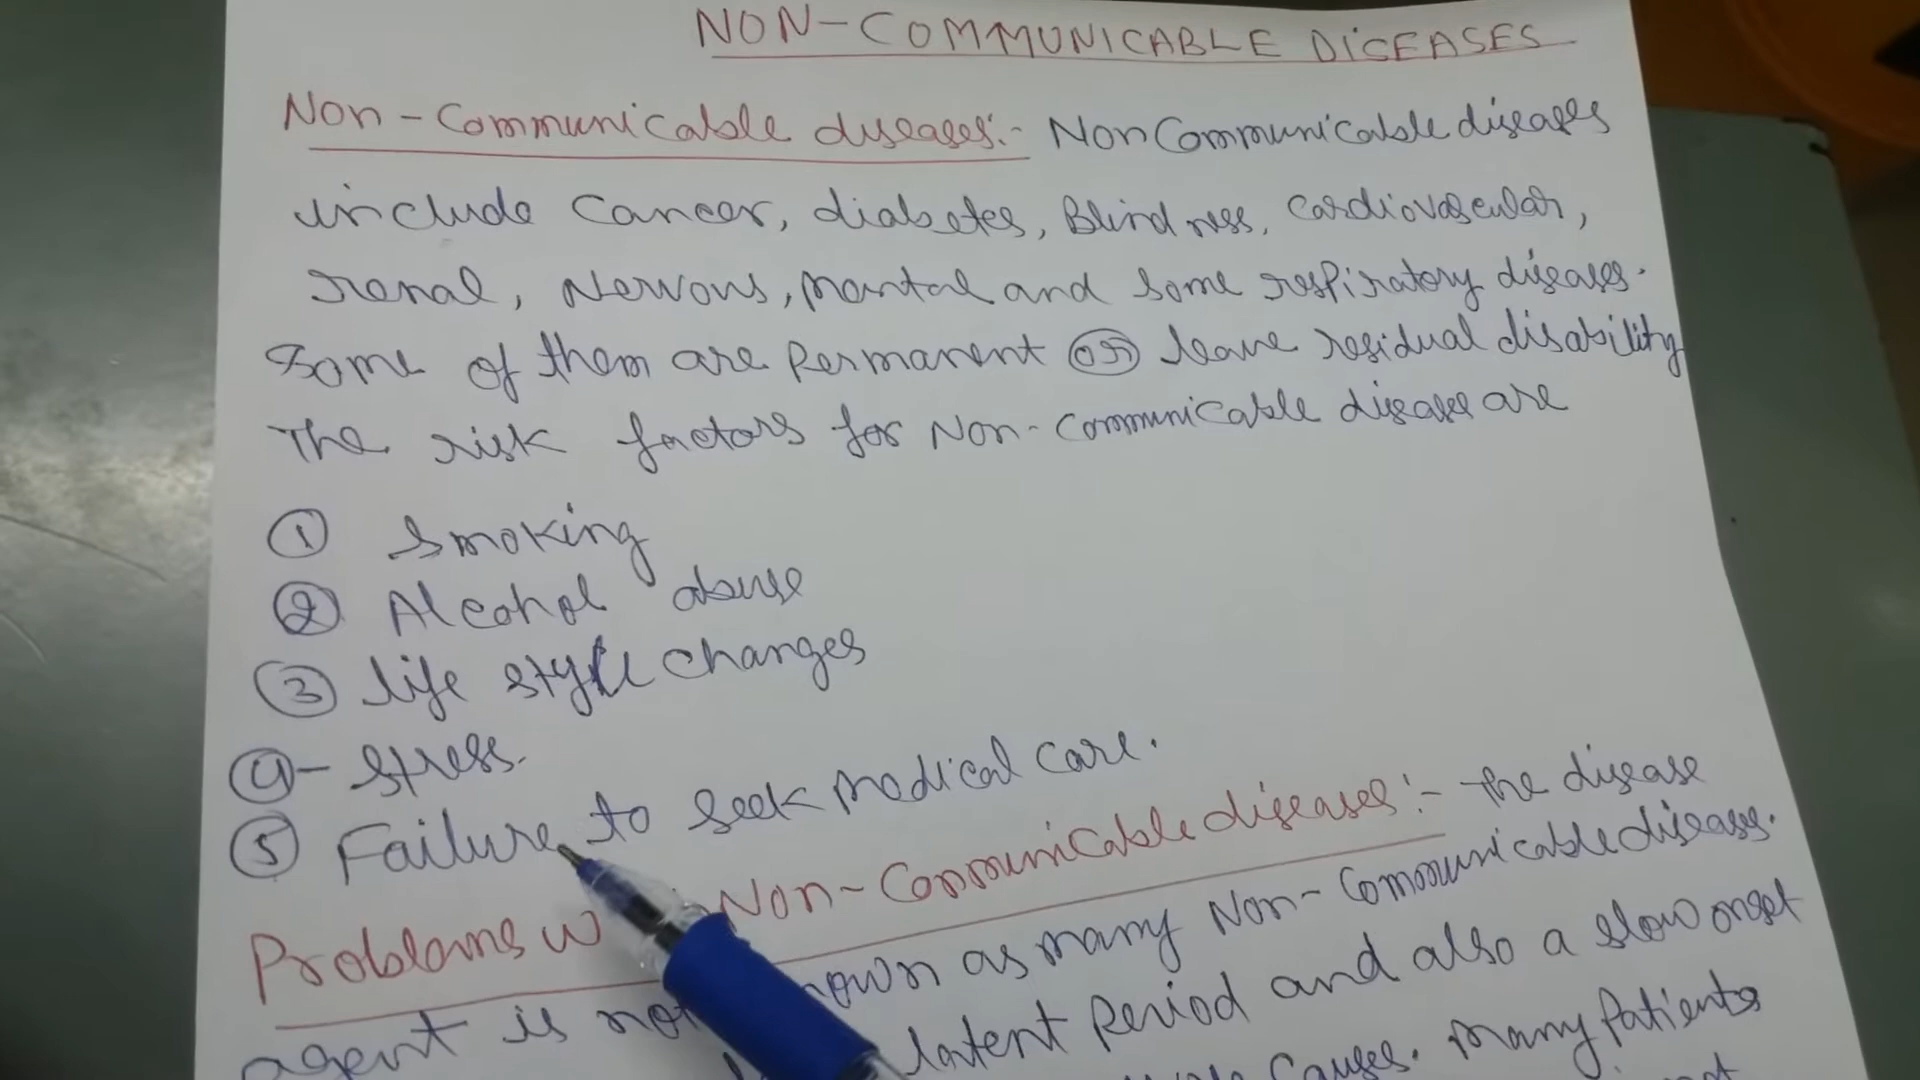 NON-COMMUNICABLE DISEASES
Non-Communicable diseases:- NonCommunicable diseases
include Cancer, diabetes, Blindness, Cardiovascular,
renal, Nervous, mental and some respiratory diseases.
Some of them are Permanent or leave residual disability
The risk factors for Non-Communicable disease are
① Smoking
② Alcohol abuse
③ life style changes
④- Stress.
⑤ Failure to seek medical care.
Problems w Non-Communicable diseases:- The disease
agent is not known as many Non-Communicable diseases.
latent Period and also a slow onset
Causes. Many Patients